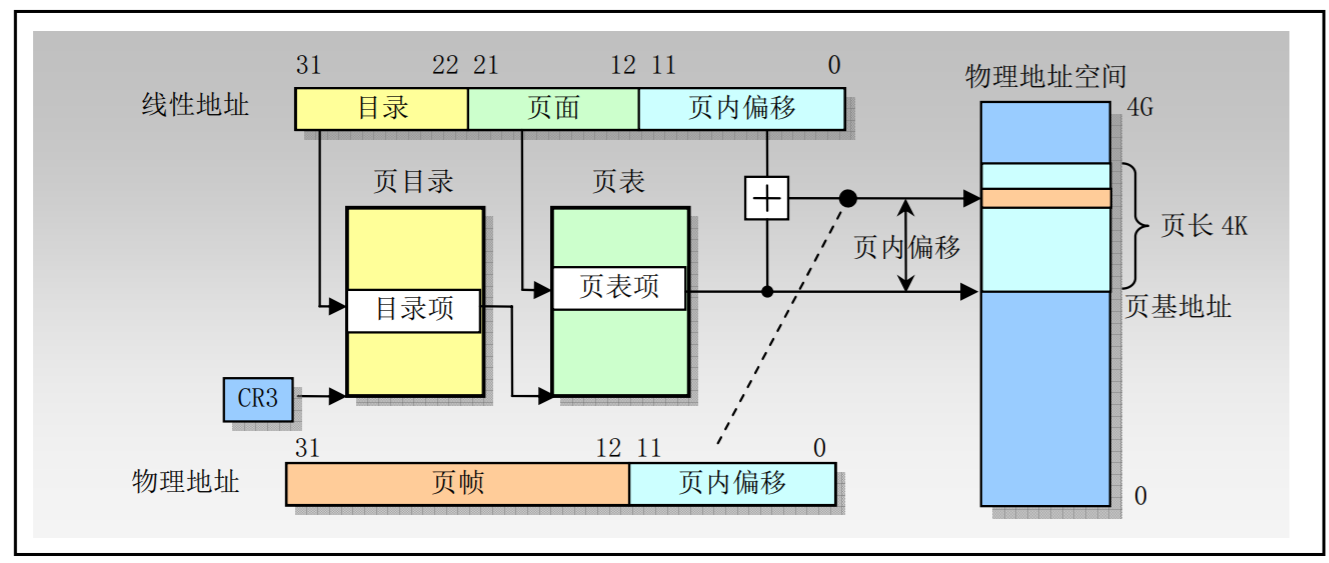 31 22 21 12 11 0
物理地址空间
线性地址 目录 页面 页内偏移
4G
页目录 页表
页内偏移
页长 4K
目录项
页表项
页基地址
CR3
31 12 11 0
物理地址 页帧 页内偏移
0